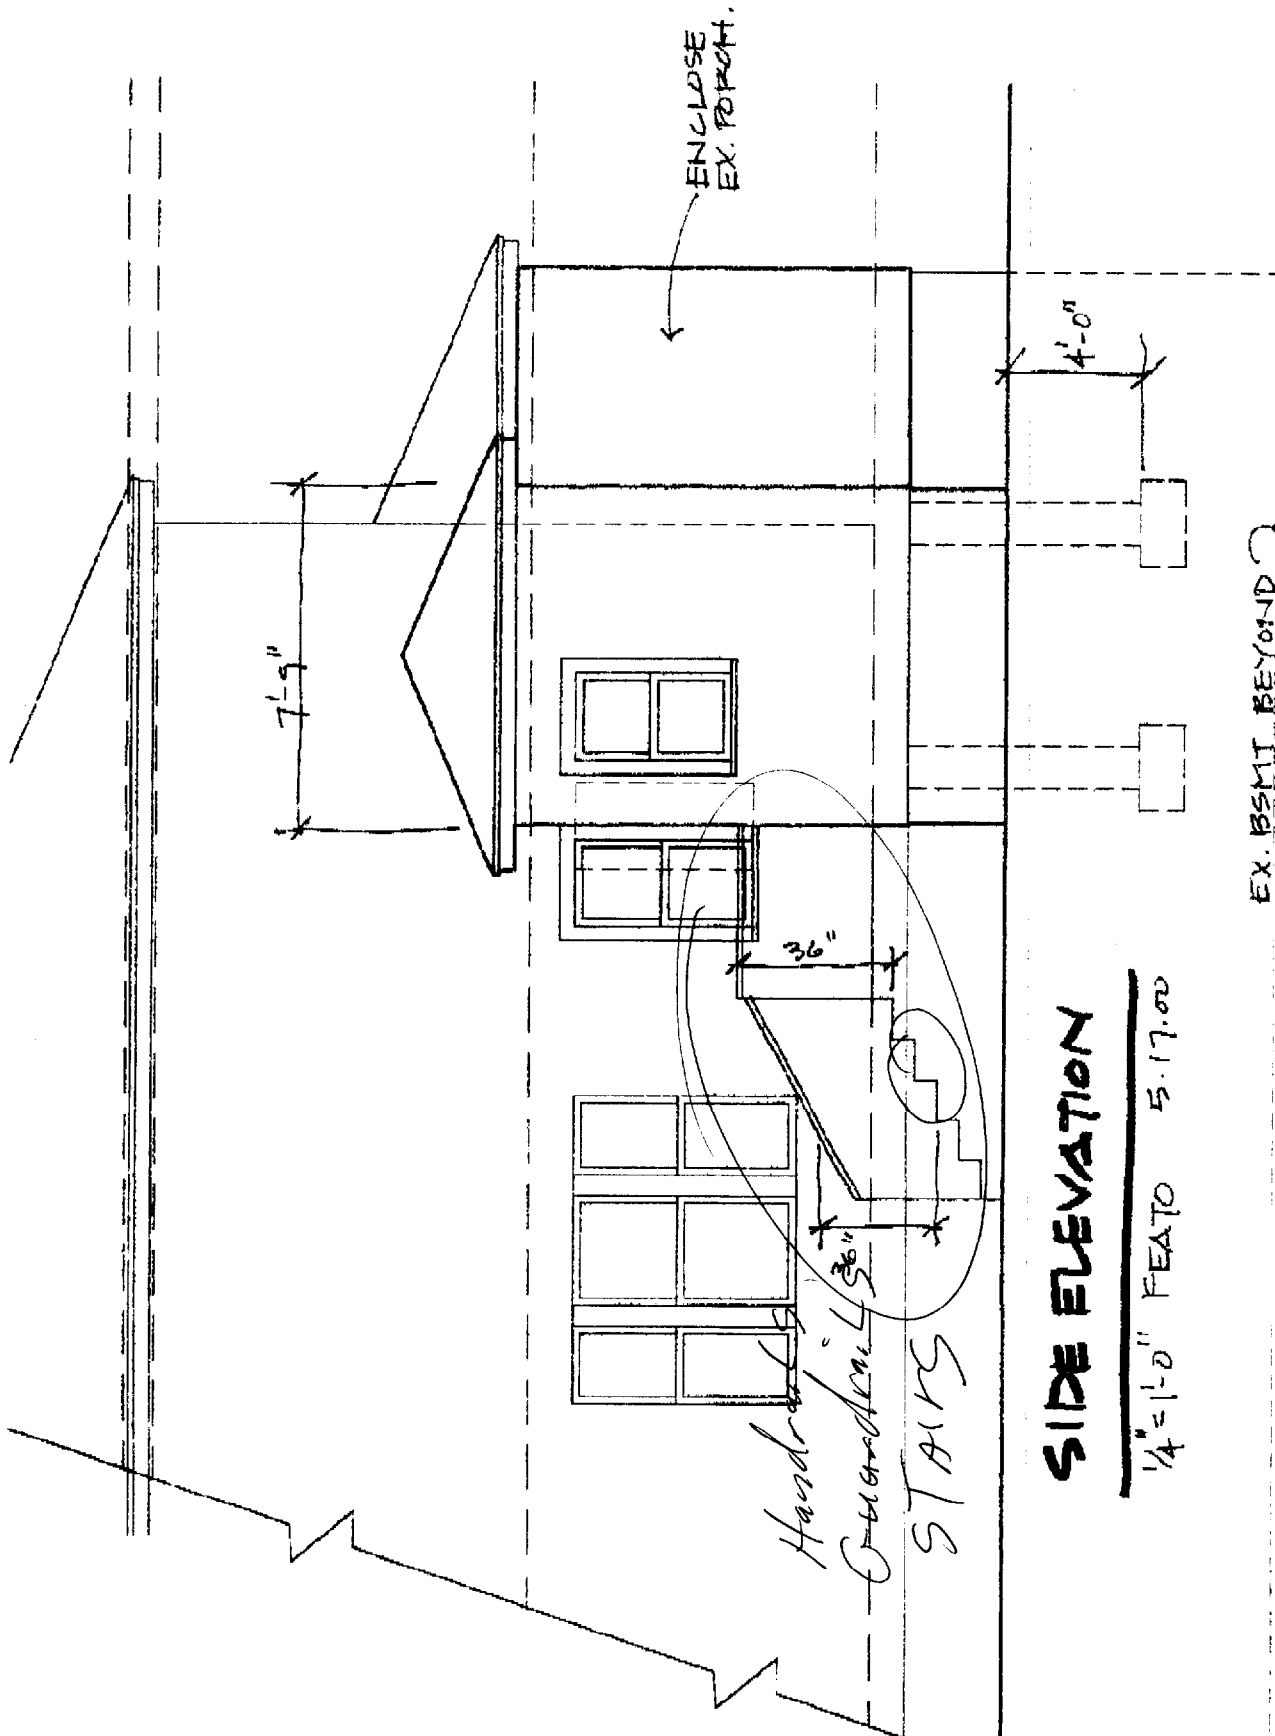 ENCLOSE
EX. PORCH.
7'-9"
4'-0"
36"
36"
Handrails
Guardrails
STAIRS
EX. BSMT BEYOND
SIDE ELEVATION
1/4" = 1'-0" FEATO 5.17.00